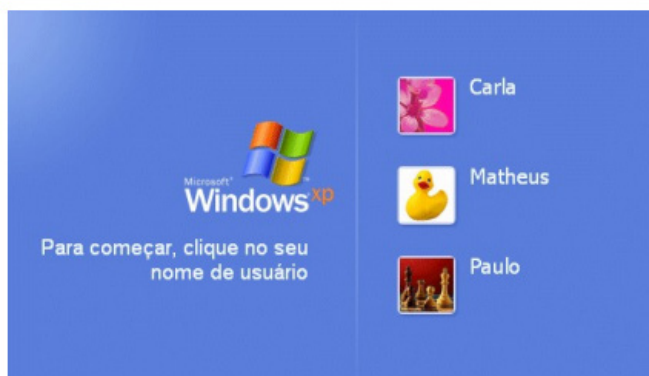 Microsoft®
Windows xp
Para começar, clique no seu
nome de usuário
Carla
Matheus
Paulo